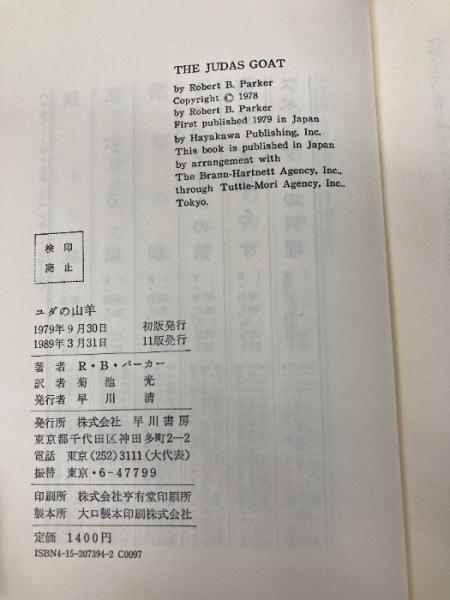 THE JUDAS GOAT
by Robert B. Parker
Copyright © 1978
by Robert B. Parker
First published 1979 in Japan
by Hayakawa Publishing, Inc.
This book is published in Japan
by arrangement with
The Brann-Hartnett Agency, Inc.,
through Tuttle-Mori Agency, Inc.,
Tokyo.
検印
廃止
ユダの山羊
1979年9月30日 初版発行
1989年3月31日 11版発行
著者 R・B・パーカー
訳者 菊池光
発行者 早川清
発行所 株式会社 早川書房
東京都千代田区神田多町2－2
電話 東京(252)3111(大代表)
振替 東京・6-47799
印刷所 株式会社亨有堂印刷所
製本所 大口製本印刷株式会社
定価 1400円
ISBN4-15-207394-2 C0097